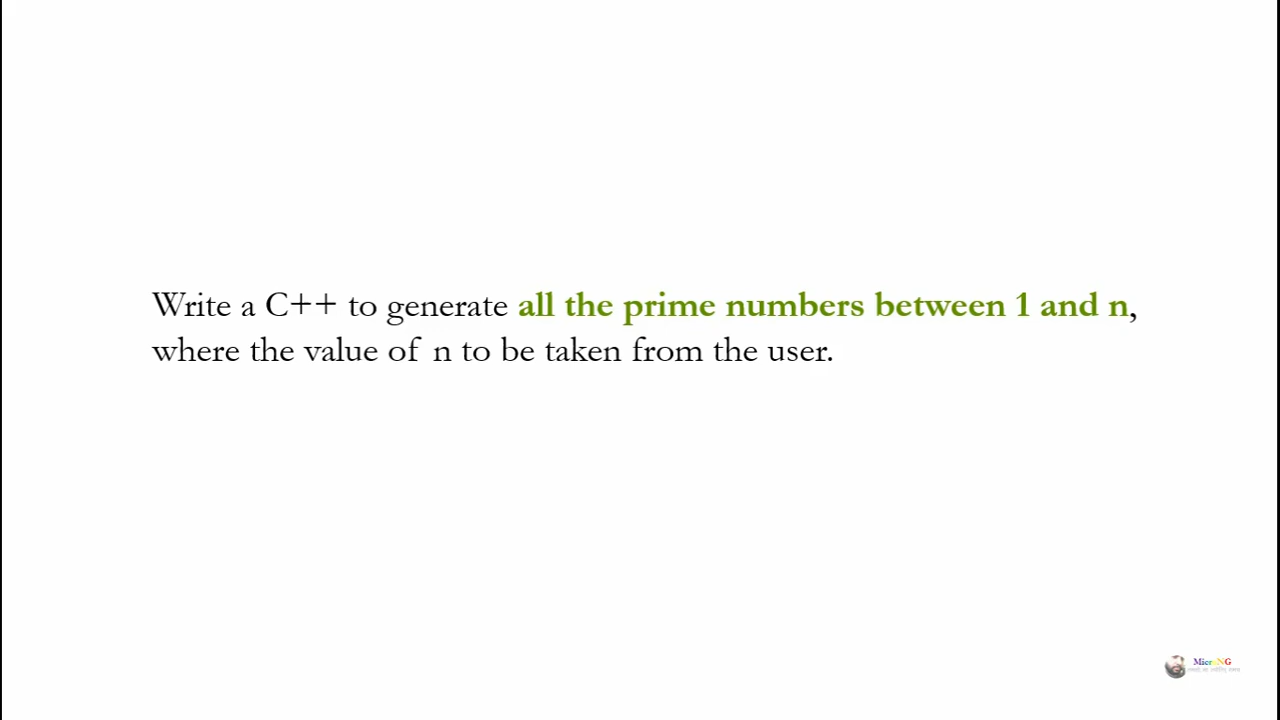 Write a C++ to generate all the prime numbers between 1 and n,
where the value of n to be taken from the user.
MicroNG